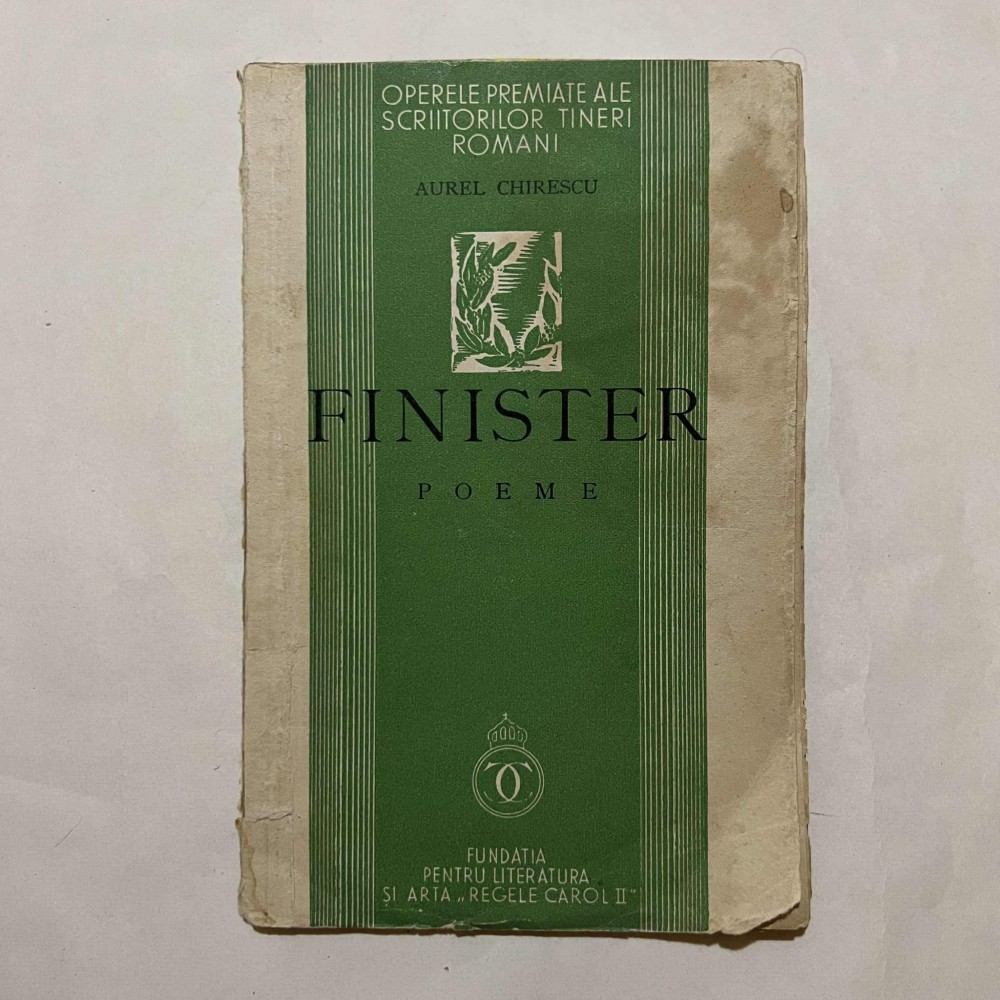 OPERELE PREMIATE ALE
SCRIITORILOR TINERI
ROMANI
AUREL CHIRESCU
FINISTER
POEME
FUNDATIA
PENTRU LITERATURA
ȘI ARTA „REGELE CAROL II"